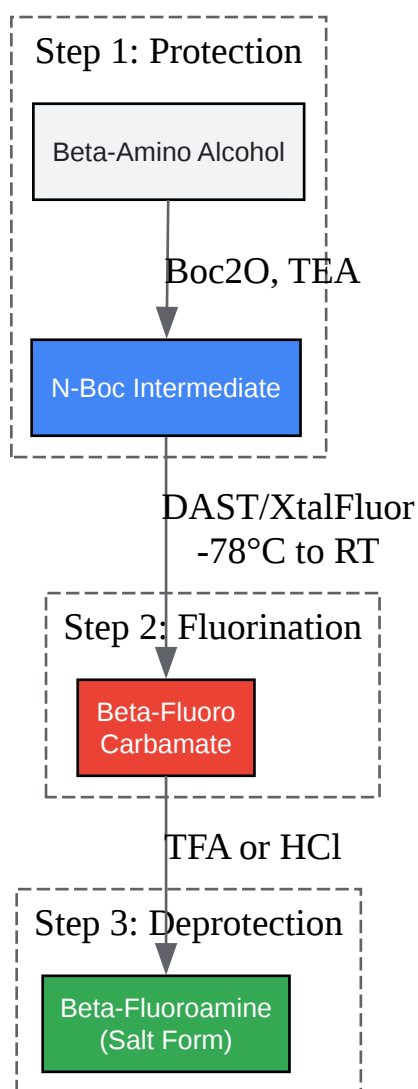 Step 1: Protection
Beta-Amino Alcohol
Boc2O, TEA
N-Boc Intermediate
DAST/XtalFluor
-78°C to RT
Step 2: Fluorination
Beta-Fluoro
Carbamate
TFA or HCl
Step 3: Deprotection
Beta-Fluoroamine
(Salt Form)